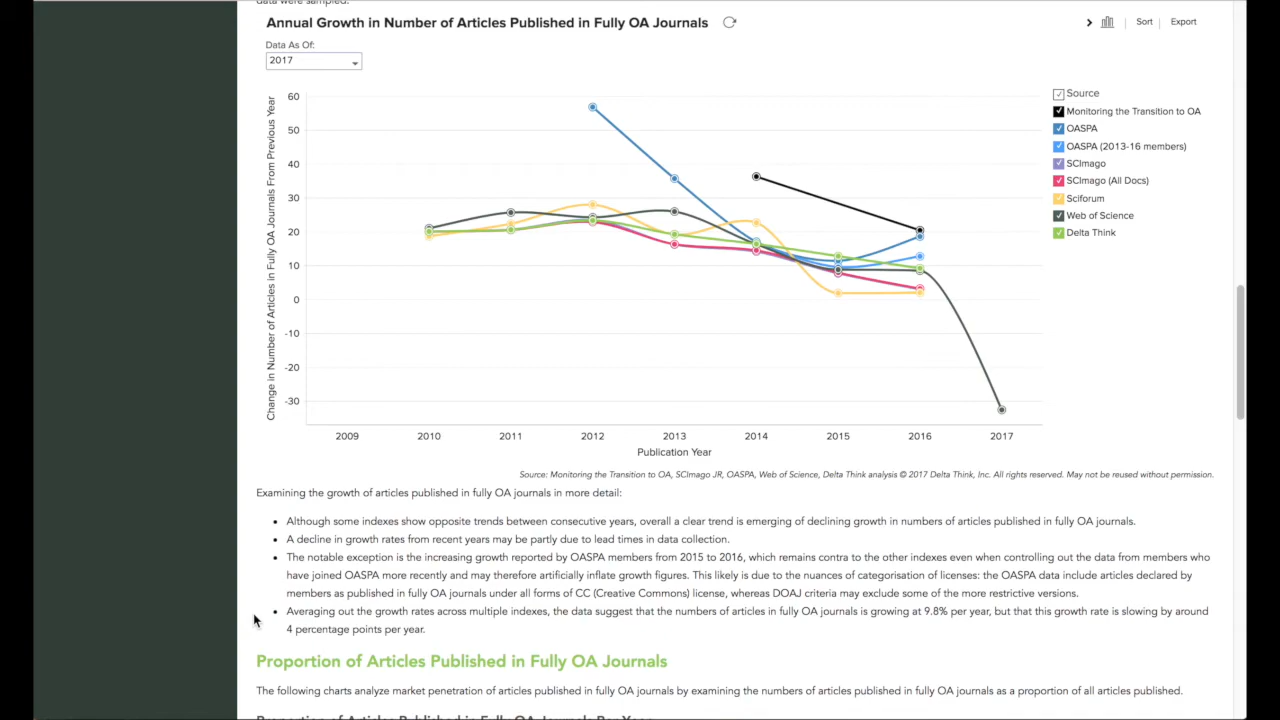 data were sampled.
Annual Growth in Number of Articles Published in Fully OA Journals
Sort
Export
Data As Of:
2017
Change in Number of Articles in Fully OA Journals From Previous Year
60
50
40
30
20
10
0
-10
-20
-30
2009 2010 2011 2012 2013 2014 2015 2016 2017
Publication Year
Source
Monitoring the Transition to OA
OASPA
OASPA (2013-16 members)
SCImago
SCImago (All Docs)
Sciforum
Web of Science
Delta Think
Source: Monitoring the Transition to OA, SCImago JR, OASPA, Web of Science, Delta Think analysis © 2017 Delta Think, Inc. All rights reserved. May not be reused without permission.
Examining the growth of articles published in fully OA journals in more detail:
• Although some indexes show opposite trends between consecutive years, overall a clear trend is emerging of declining growth in numbers of articles published in fully OA journals.
• A decline in growth rates from recent years may be partly due to lead times in data collection.
• The notable exception is the increasing growth reported by OASPA members from 2015 to 2016, which remains contra to the other indexes even when controlling out the data from members who
have joined OASPA more recently and may therefore artificially inflate growth figures. This likely is due to the nuances of categorisation of licenses: the OASPA data include articles declared by
members as published in fully OA journals under all forms of CC (Creative Commons) license, whereas DOAJ criteria may exclude some of the more restrictive versions.
• Averaging out the growth rates across multiple indexes, the data suggest that the numbers of articles in fully OA journals is growing at 9.8% per year, but that this growth rate is slowing by around
4 percentage points per year.
Proportion of Articles Published in Fully OA Journals
The following charts analyze market penetration of articles published in fully OA journals by examining the numbers of articles published in fully OA journals as a proportion of all articles published.
Proportion of Articles Published in Fully OA Journals Per Year